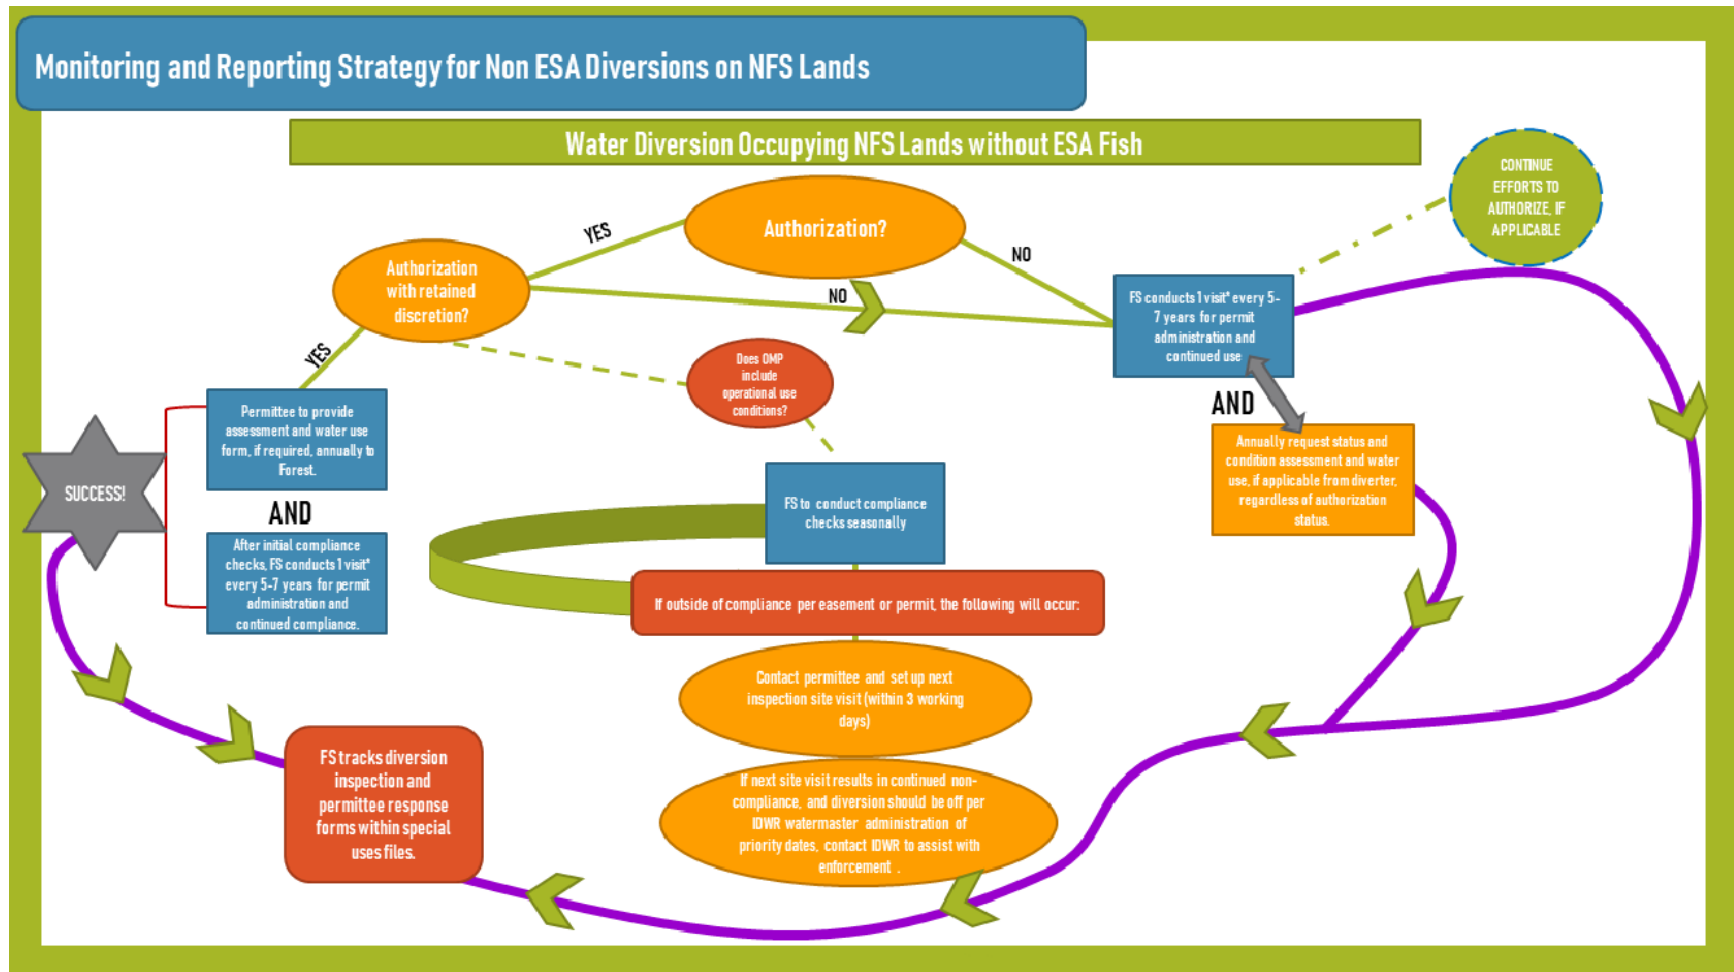 Monitoring and Reporting Strategy for Non ESA Diversions on NFS Lands
Water Diversion Occupying NFS Lands without ESA Fish
CONTINUE
EFFORTS TO
AUTHORIZE, IF
APPLICABLE
Authorization?
YES
NO
Authorization
with retained
discretion?
NO
YES
FS conducts 1 visit* every 5-
7 years for permit
administration and
continued use
AND
Annually request status and
condition assessment and water
use, if applicable from diverter,
regardless of authorization
status.
Does OMP
include
operational use
conditions?
SUCCESS!
Permittee to provide
assessment and water use
form, if required, annually to
Forest.
AND
After initial compliance
checks, FS conducts 1 visit*
every 5-7 years for permit
administration and
continued compliance.
FS to conduct compliance
checks seasonally
If outside of compliance per easement or permit, the following will occur:
Contact permittee and set up next
inspection site visit (within 3 working
days)
If next site visit results in continued non-
compliance, and diversion should be off per
IDWR watermaster administration of
priority dates, contact IDWR to assist with
enforcement .
FS tracks diversion
inspection and
permittee response
forms within special
uses files.